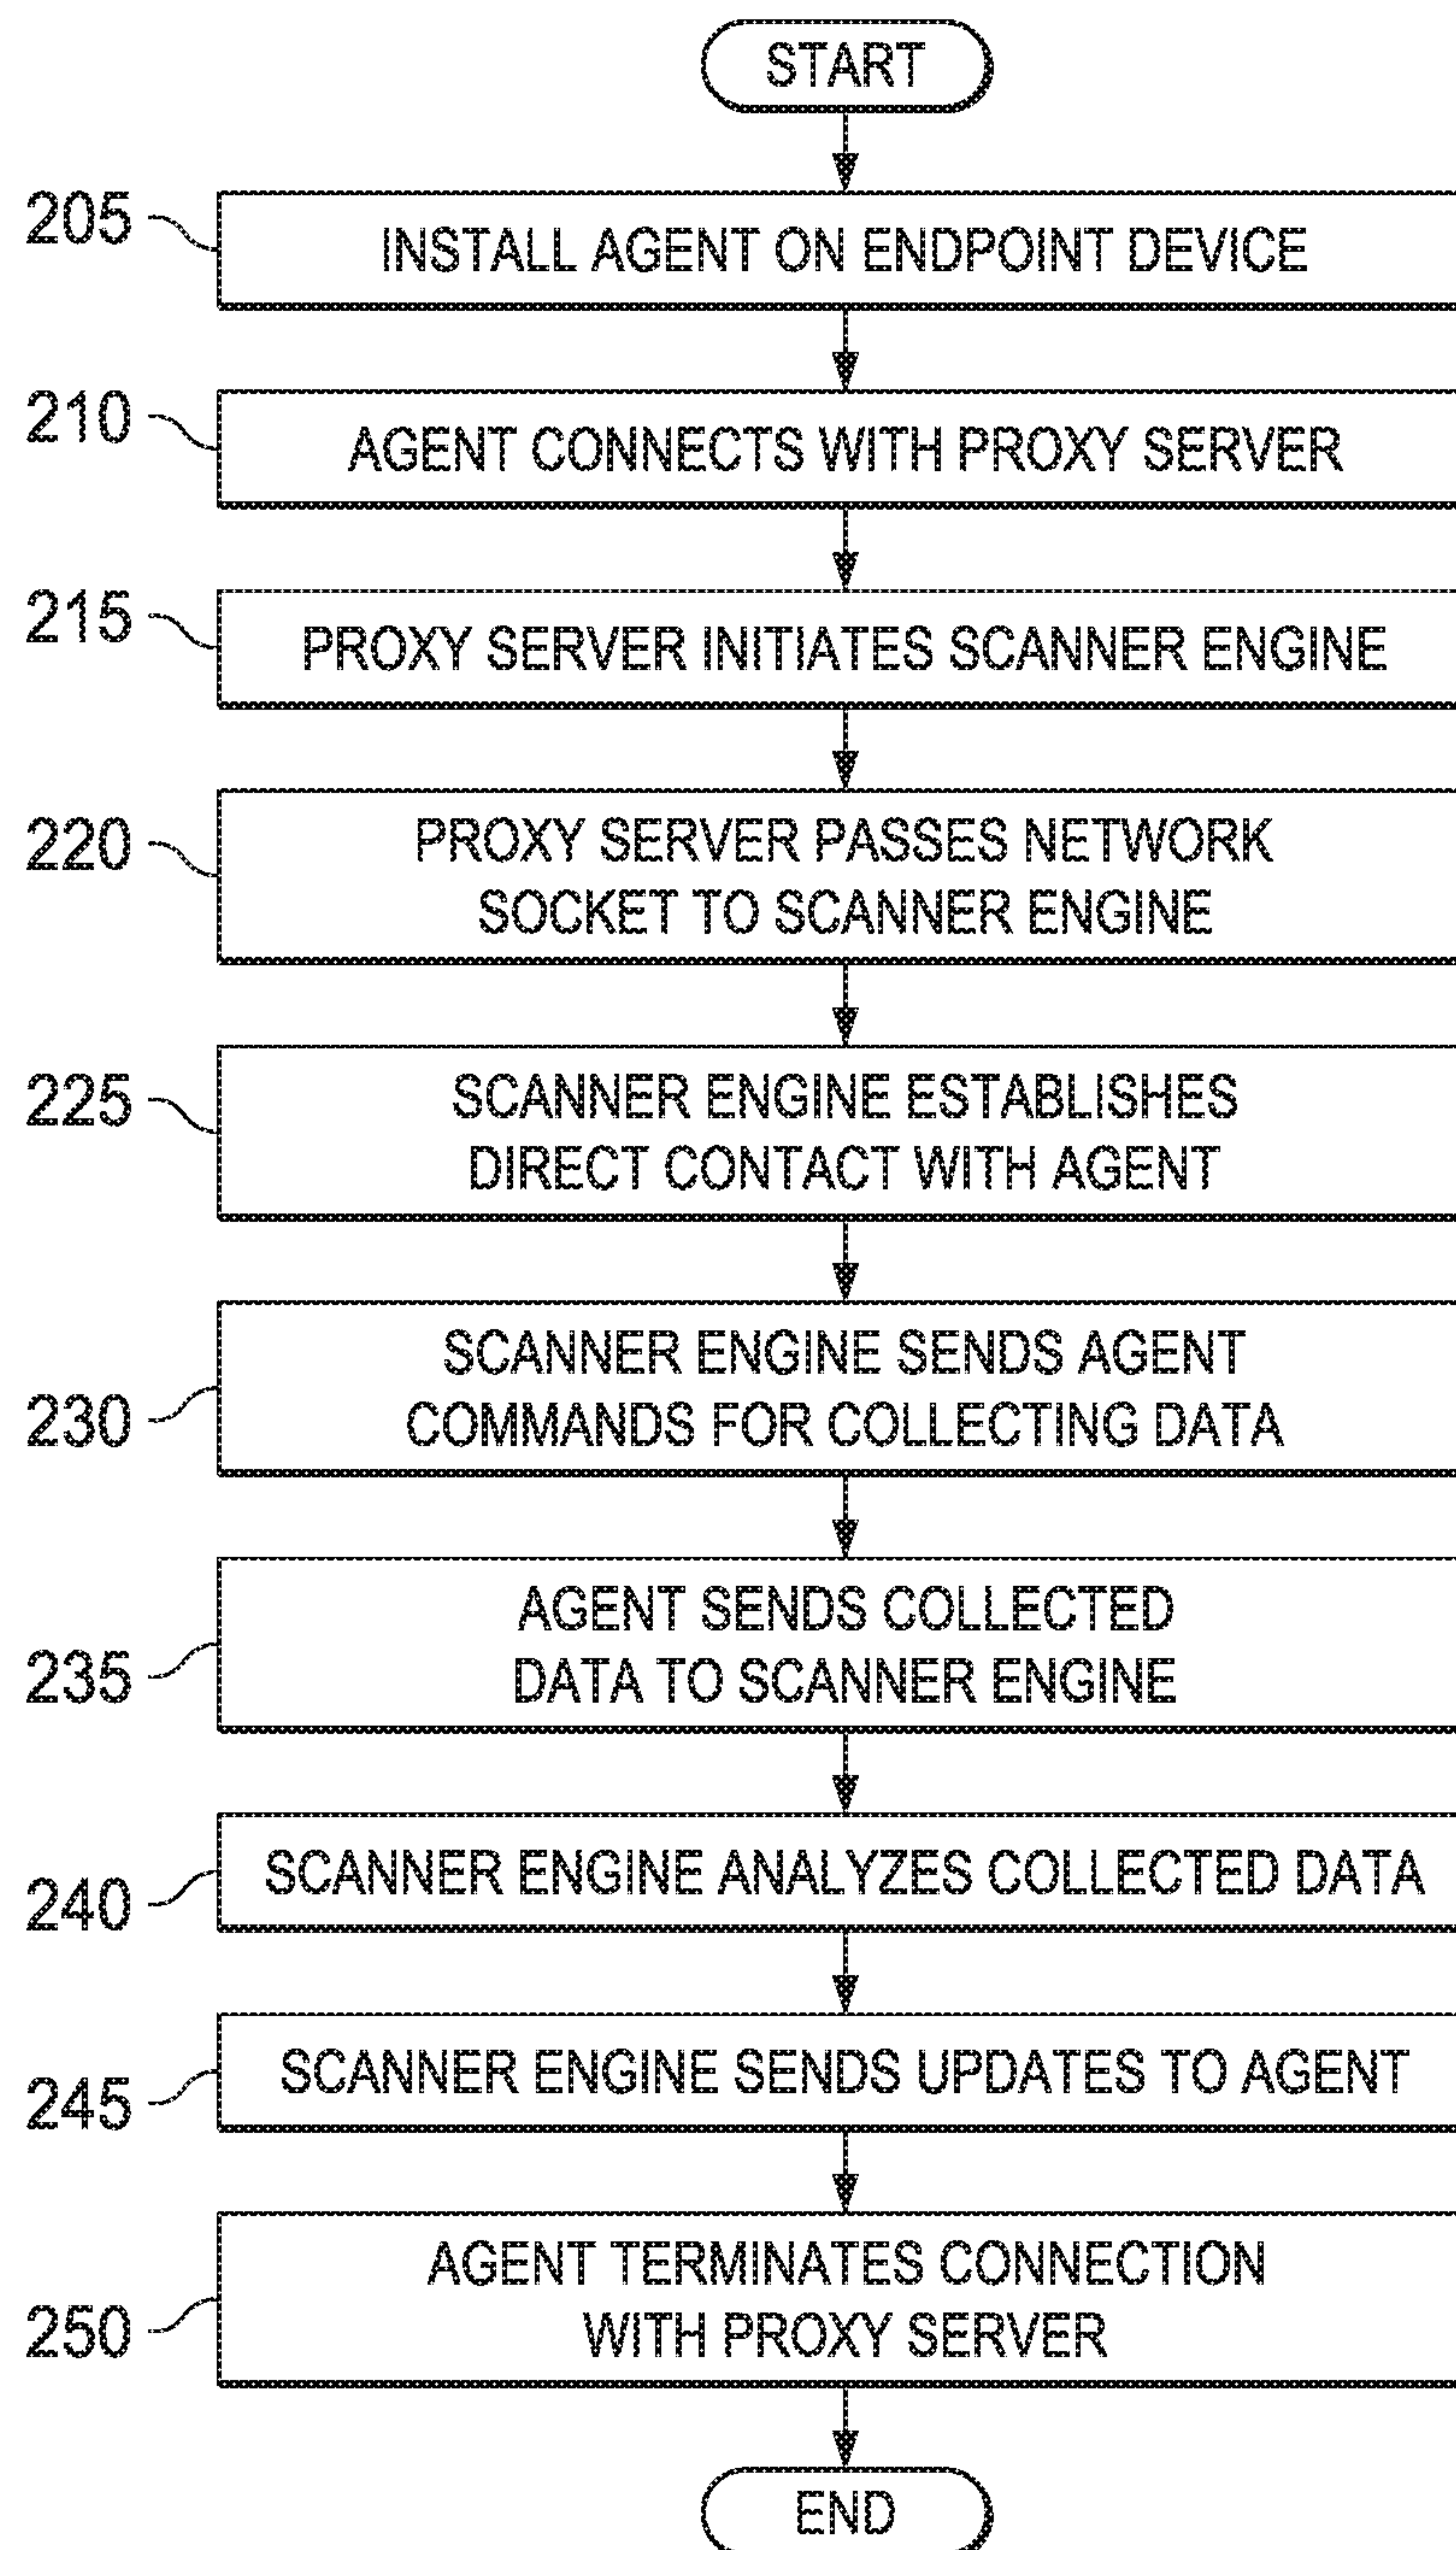 START
205
INSTALL AGENT ON ENDPOINT DEVICE
210
AGENT CONNECTS WITH PROXY SERVER
215
PROXY SERVER INITIATES SCANNER ENGINE
220
PROXY SERVER PASSES NETWORK
SOCKET TO SCANNER ENGINE
225
SCANNER ENGINE ESTABLISHES
DIRECT CONTACT WITH AGENT
230
SCANNER ENGINE SENDS AGENT
COMMANDS FOR COLLECTING DATA
235
AGENT SENDS COLLECTED
DATA TO SCANNER ENGINE
240
SCANNER ENGINE ANALYZES COLLECTED DATA
245
SCANNER ENGINE SENDS UPDATES TO AGENT
250
AGENT TERMINATES CONNECTION
WITH PROXY SERVER
END